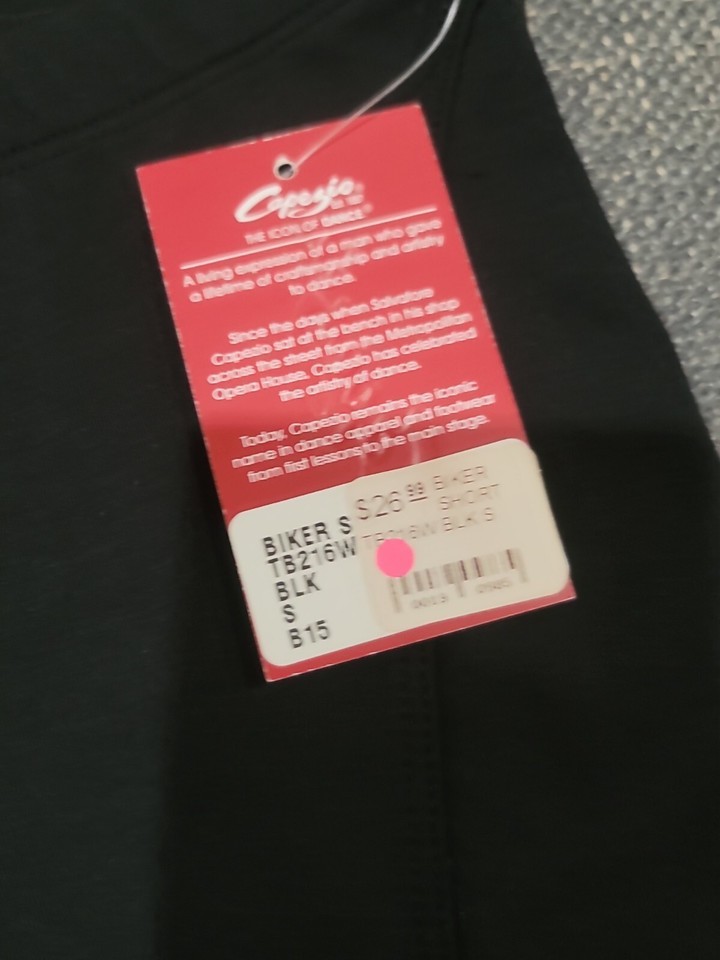 Capezio®
THE ICON OF DANCE®
A living expression of a man who gave
a lifetime of craftsmanship and artistry
to dance.
Since the days when Salvatore
Capezio sat at the bench in his shop
across the street from the Metropolitan
Opera House, Capezio has celebrated
the artistry of dance.
Today, Capezio remains the iconic
name in dance apparel and footwear
from first lessons to the main stage.
BIKER S
TB216W
BLK
S
B15
$26.99 BIKER
SHORT
TB216W BLK S